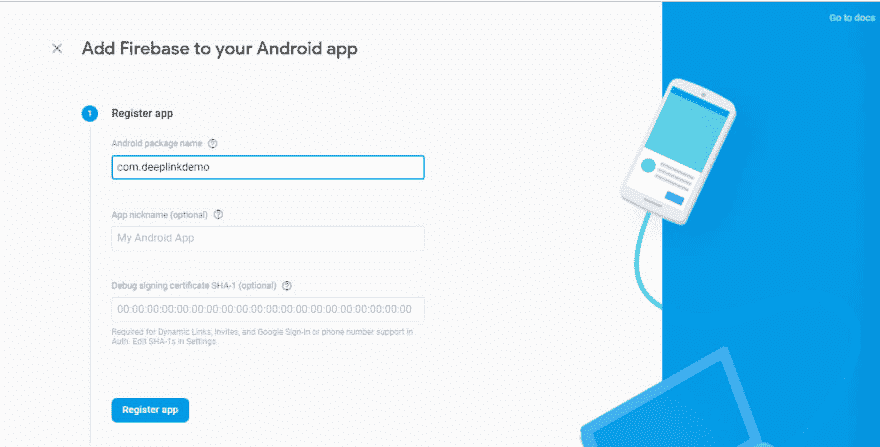 Go to docs
Add Firebase to your Android app
1 Register app
Android package name
com.deeplinkdemo
App nickname (optional)
My Android App
Debug signing certificate SHA-1 (optional)
00:00:00:00:00:00:00:00:00:00:00:00:00:00:00:00:00:00:00:00
Required for Dynamic Links, Invites, and Google Sign-In or phone number support in
Auth. Edit SHA-1s in Settings.
Register app